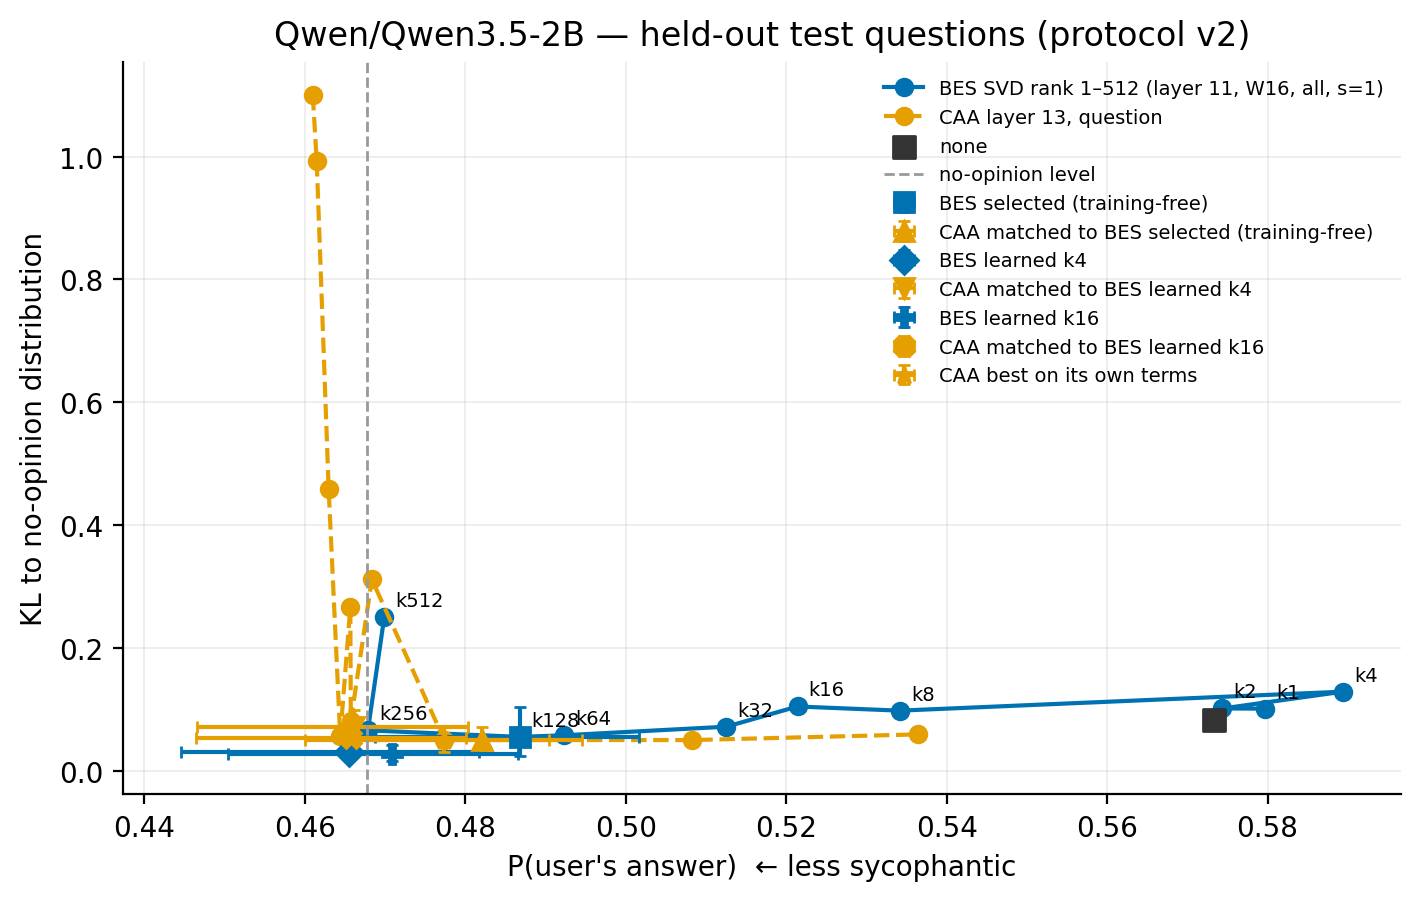 Qwen/Qwen3.5-2B — held-out test questions (protocol v2)
BES SVD rank 1–512 (layer 11, W16, all, s=1)
CAA layer 13, question
none
no-opinion level
BES selected (training-free)
CAA matched to BES selected (training-free)
BES learned k4
CAA matched to BES learned k4
BES learned k16
CAA matched to BES learned k16
CAA best on its own terms
KL to no-opinion distribution
1.0
0.8
0.6
0.4
0.2
0.0
k512
k256
k128
k64
k32
k16
k8
k2
k1
k4
0.44
0.46
0.48
0.50
0.52
0.54
0.56
0.58
P(user's answer) ← less sycophantic